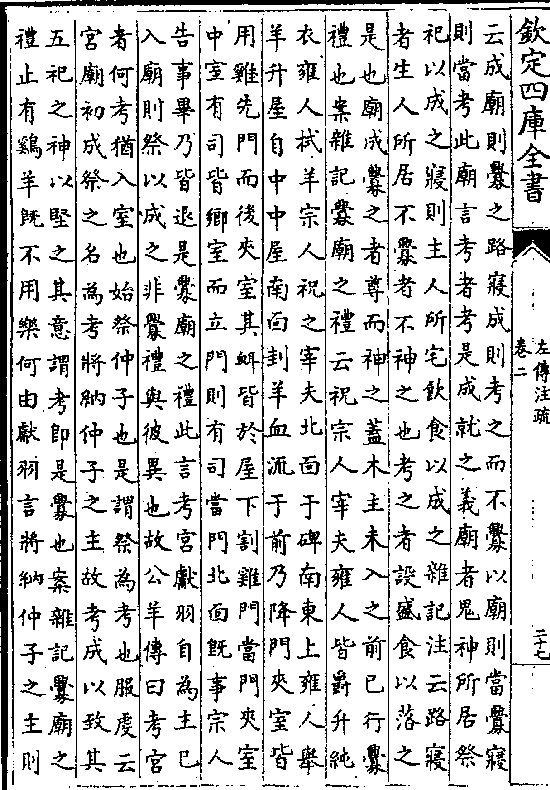 欽定四庫全書
左傳注疏
卷二
二十七
云成廟則釁之路寢成則考之而不釁以廟則當釁寢
則當考此廟言考者考是成就之義廟者鬼神所居祭
祀以成之寢則主人所宅飲食以成之雜記注云路寢
者生人所居不釁者不神之也考之者設盛食以落之
是也廟成釁之者尊而神之蓋木主未入之前已行釁
禮也案雜記釁廟之禮云祝宗人宰夫雍人皆爵弁純
衣雍人拭羊宗人祝之宰夫北面于碑南東上雍人舉
羊升屋自中中屋南面刲羊血流于前乃降門夾室皆
用雞先門而後夾室其衈皆於屋下割雞門當門夾室
中室有司皆鄉室而立門則有司當門北面既事宗人
告事畢乃皆退是釁廟之禮此言考宮獻羽自為主已
入廟則祭以成之非釁禮與彼異也故公羊傳曰考宮
者何考猶入室也始祭仲子也是謂祭為考也服虔云
宮廟初成祭之名為考將納仲子之主故考成以致其
五祀之神以堅之其意謂考即是釁也案雜記釁廟之
禮止有雞羊既不用樂何由獻羽言將納仲子之主則